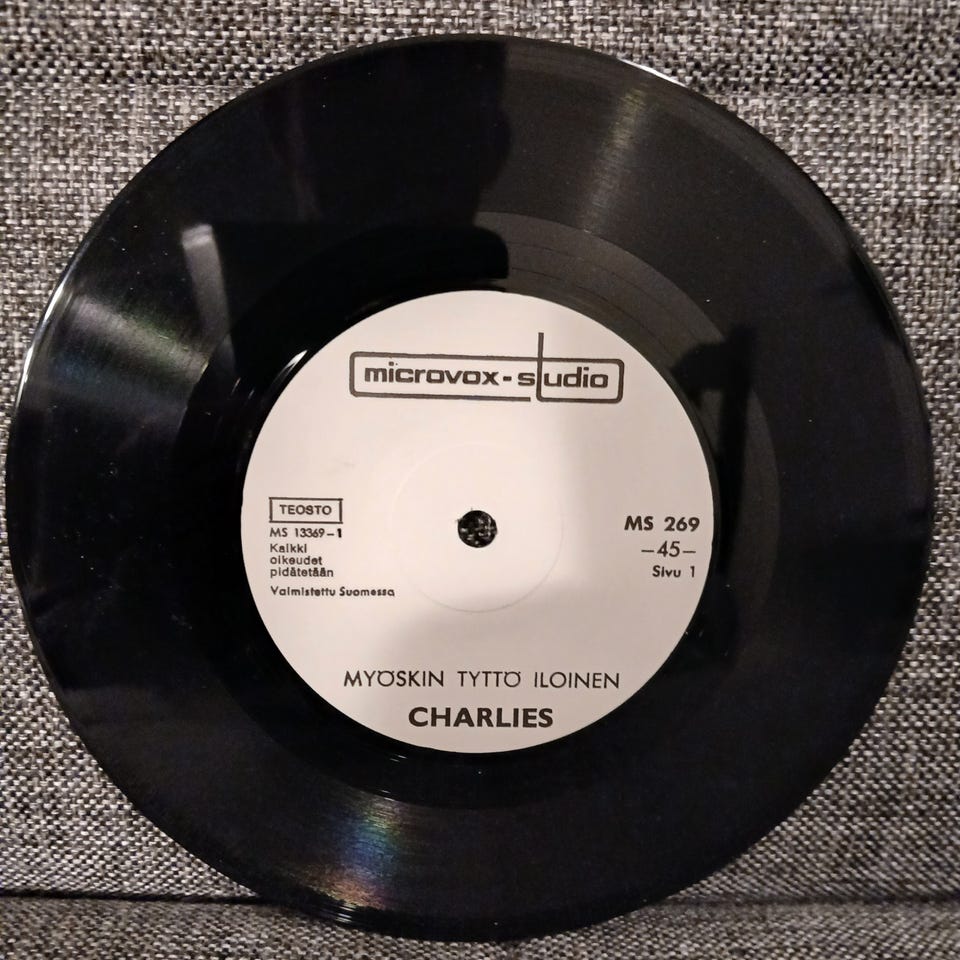 microvox-studio
TEOSTO
MS 13369-1
Kaikki
oikeudet
pidätetään
Valmistettu Suomessa
MS 269
—45—
Sivu 1
MYÖSKIN TYTTÖ ILOINEN
CHARLIES